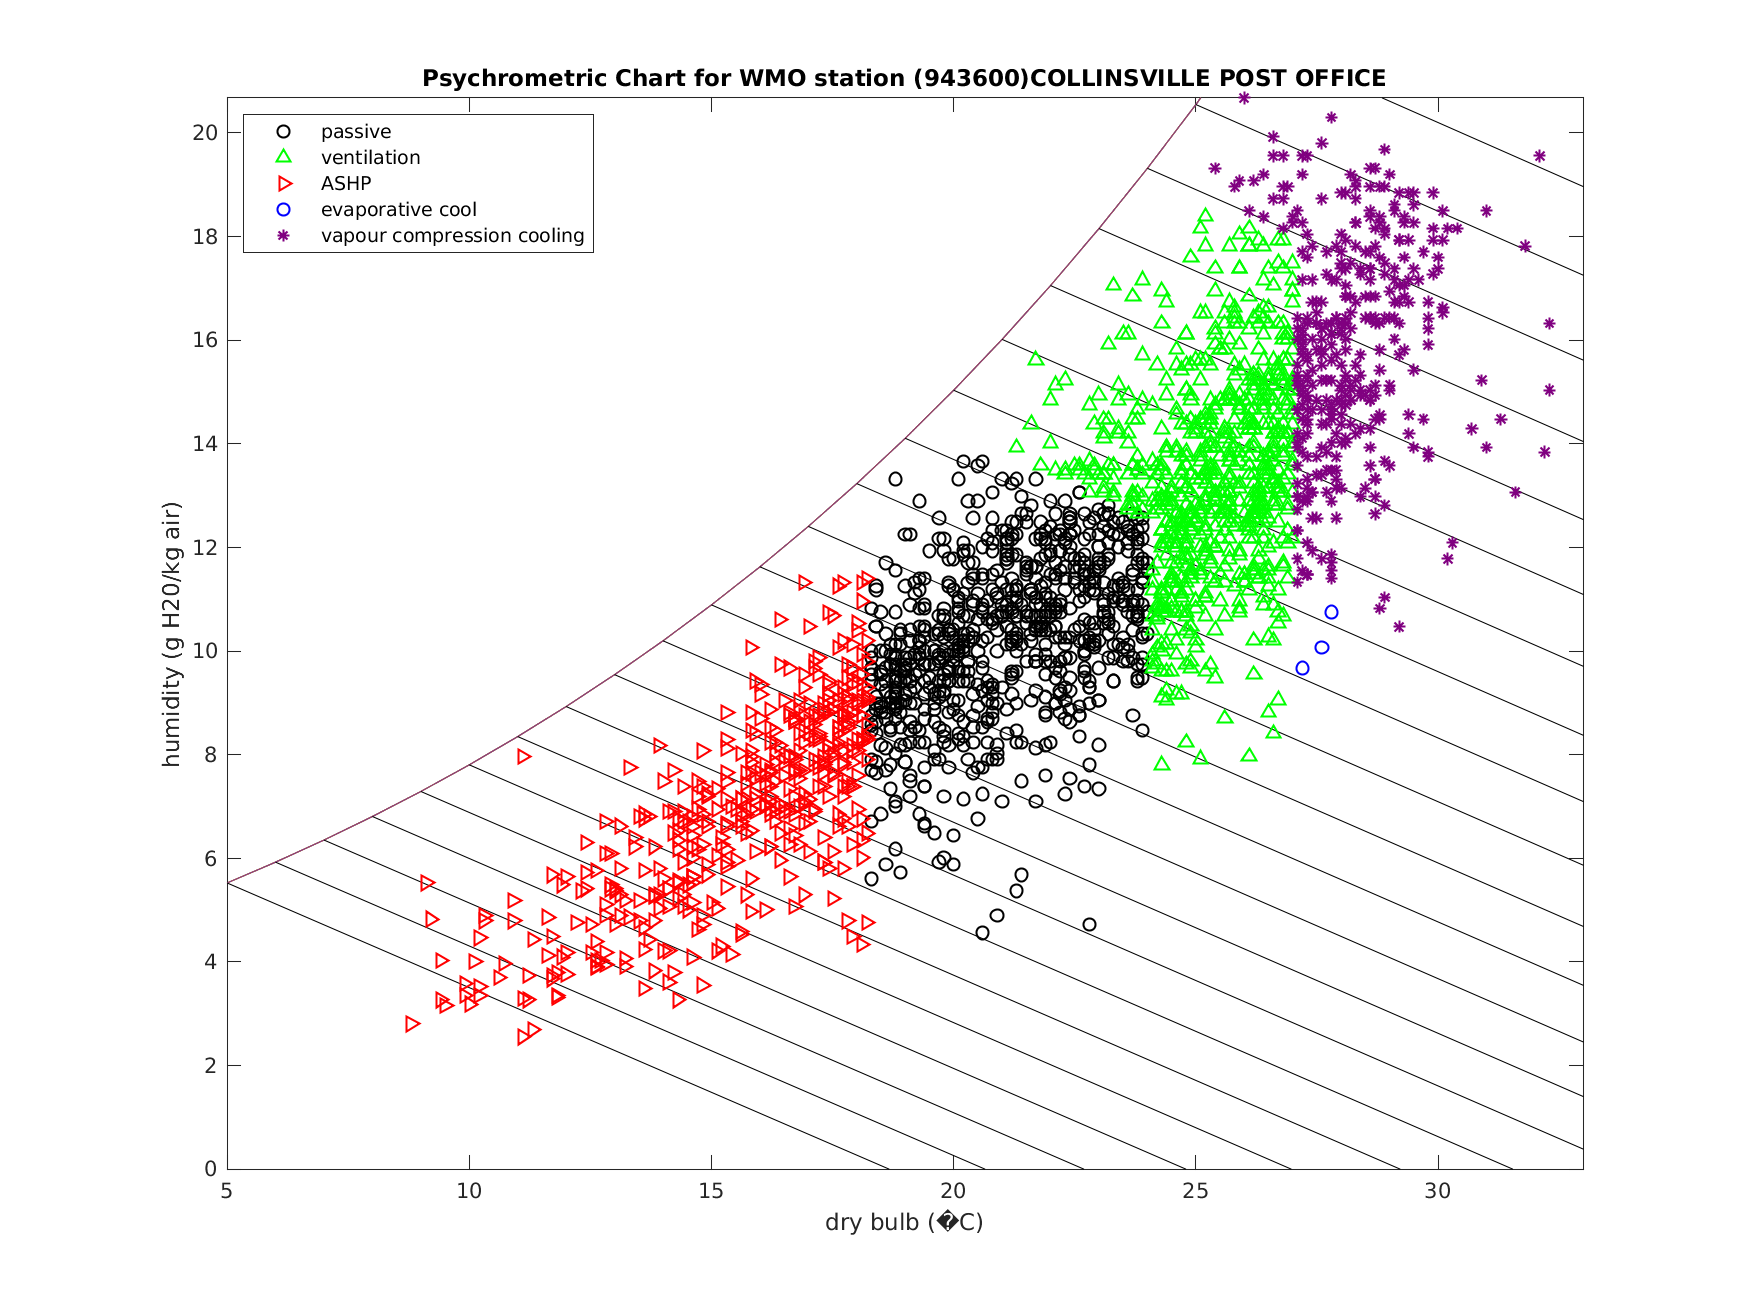 Psychrometric Chart for WMO station (943600)COLLINSVILLE POST OFFICE
passive
ventilation
ASHP
evaporative cool
vapour compression cooling
humidity (g H20/kg air)
20
18
16
14
12
10
8
6
4
2
0
5 10 15 20 25 30
dry bulb (�C)